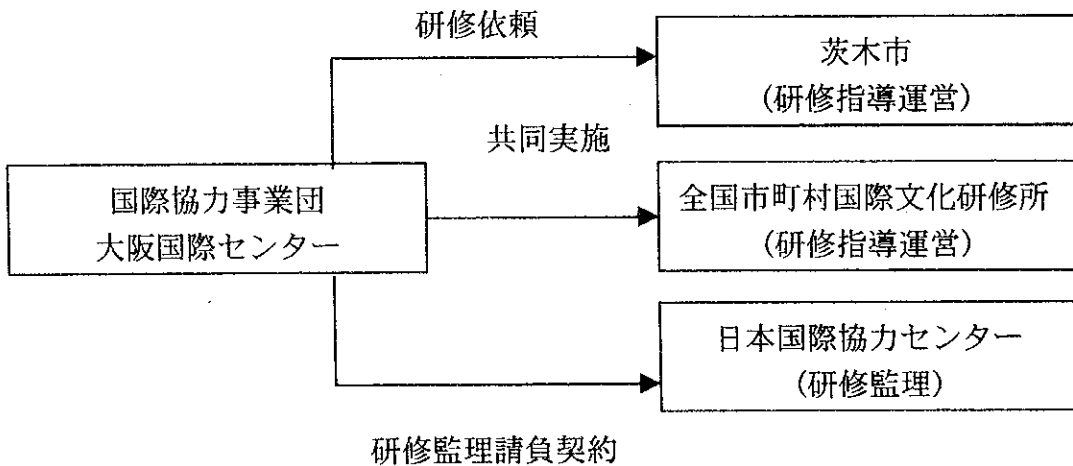 研修依頼
茨木市
(研修指導運営)
共同実施
国際協力事業団
大阪国際センター
全国市町村国際文化研修所
(研修指導運営)
日本国際協力センター
(研修監理)
研修監理請負契約